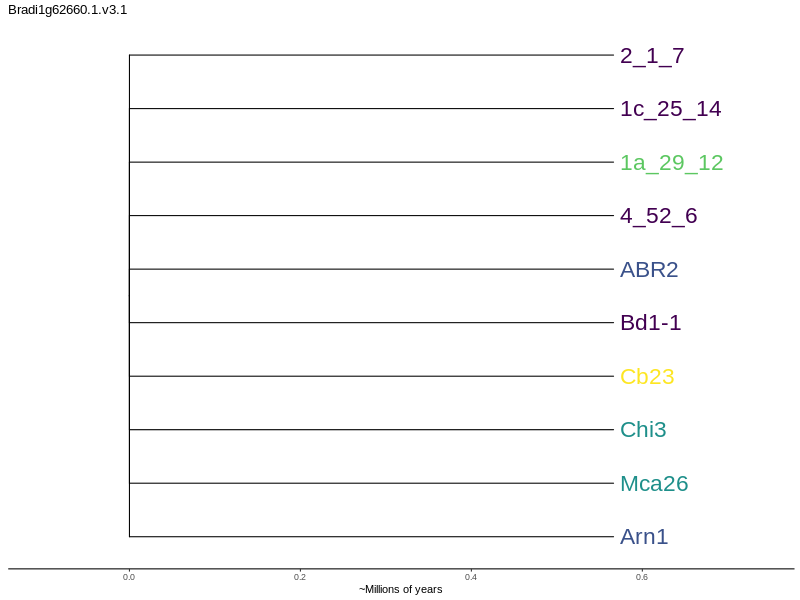 Bradi1g62660.1.v3.1
2_1_7
1c_25_14
1a_29_12
4_52_6
ABR2
Bd1-1
Cb23
Chi3
Mca26
Arn1
0.0 0.2 0.4 0.6
~Millions of years